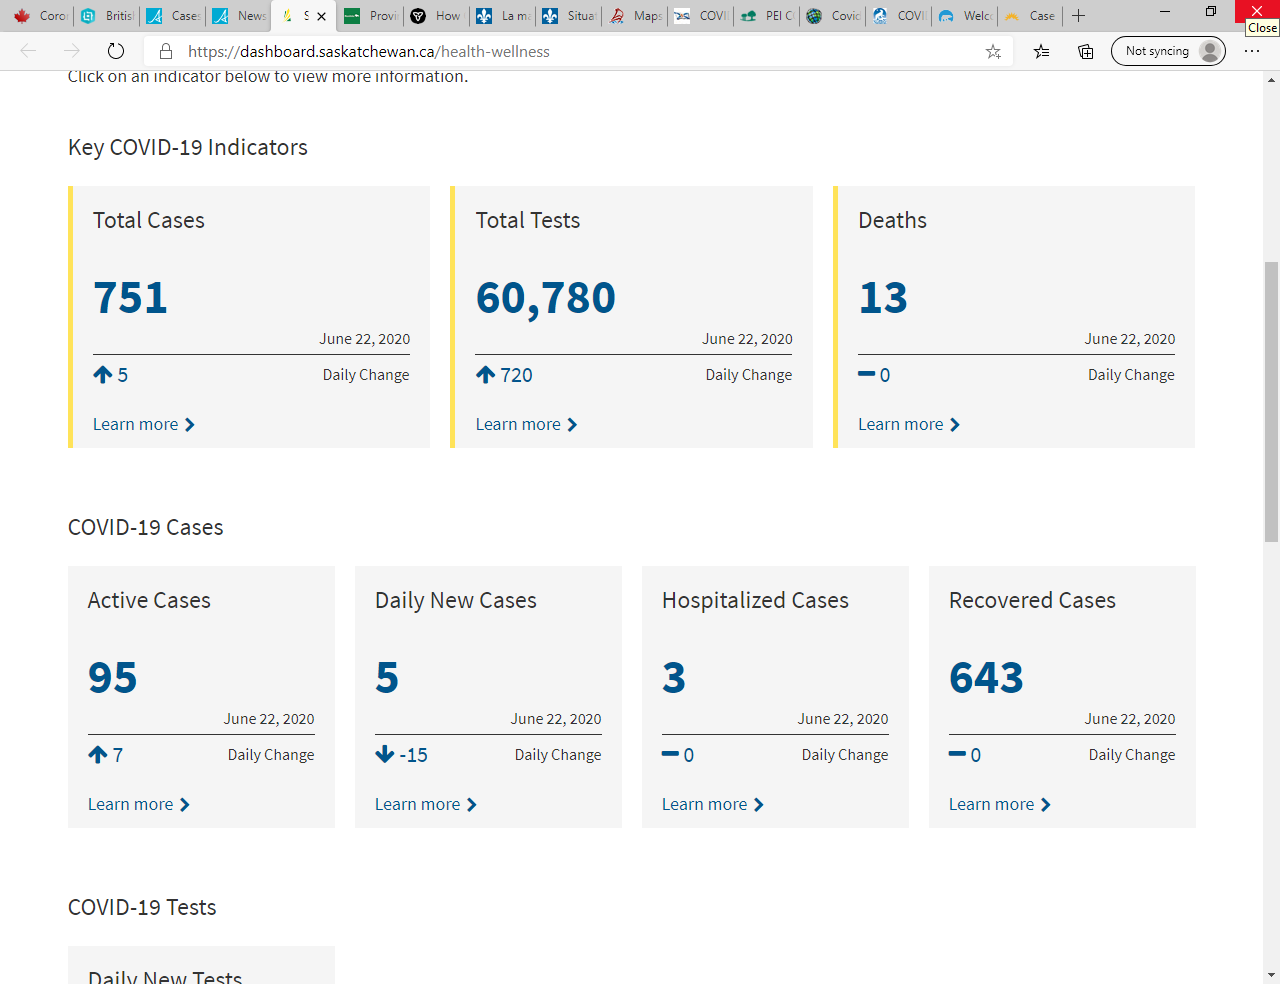 Coron
British
Cases
News
S
Provi
How
La ma
Situat
Maps
COVI
PEI C
Covid
COVI
Welc
Case
Close
https://dashboard.saskatchewan.ca/health-wellness
Not syncing
Click on an indicator below to view more information.
Key COVID-19 Indicators
Total Cases
751
June 22, 2020
5 Daily Change
Learn more
Total Tests
60,780
June 22, 2020
720 Daily Change
Learn more
Deaths
13
June 22, 2020
0 Daily Change
Learn more
COVID-19 Cases
Active Cases
95
June 22, 2020
7 Daily Change
Learn more
Daily New Cases
5
June 22, 2020
-15 Daily Change
Learn more
Hospitalized Cases
3
June 22, 2020
0 Daily Change
Learn more
Recovered Cases
643
June 22, 2020
0 Daily Change
Learn more
COVID-19 Tests
Daily New Tests